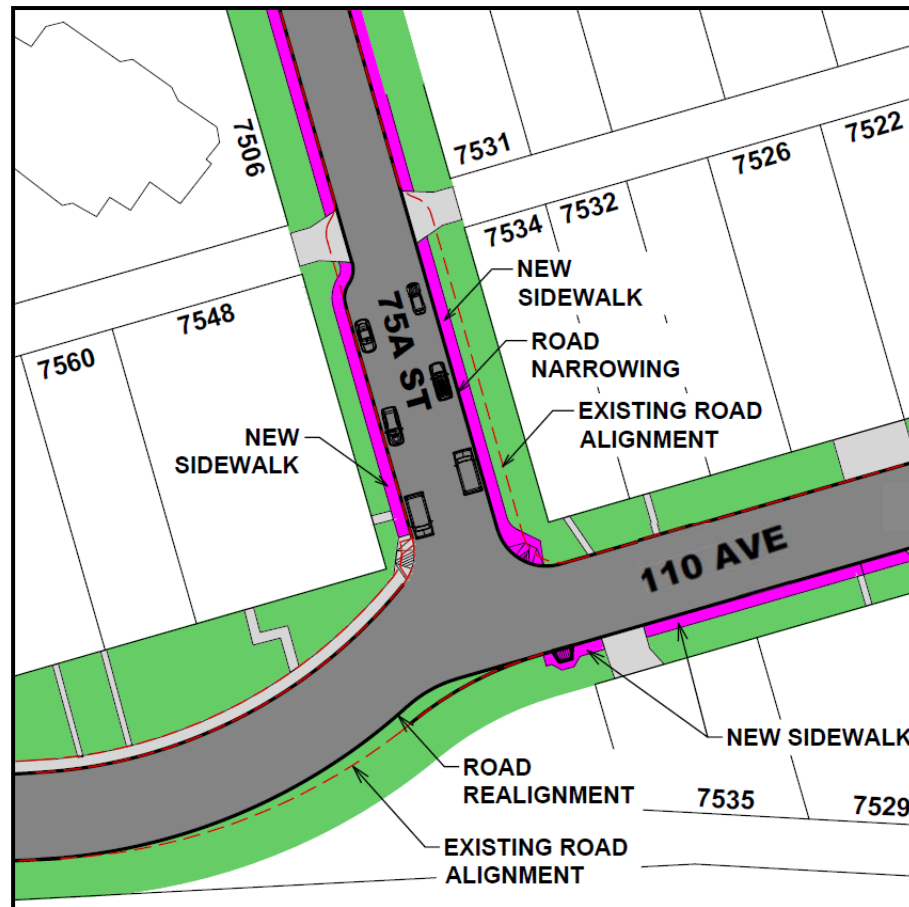 7506
7531
7522
7526
7532
7534
NEW
SIDEWALK
7548
75A ST
7560
ROAD
NARROWING
EXISTING ROAD
ALIGNMENT
NEW
SIDEWALK
110 AVE
NEW SIDEWALK
ROAD
REALIGNMENT
7535
7529
EXISTING ROAD
ALIGNMENT